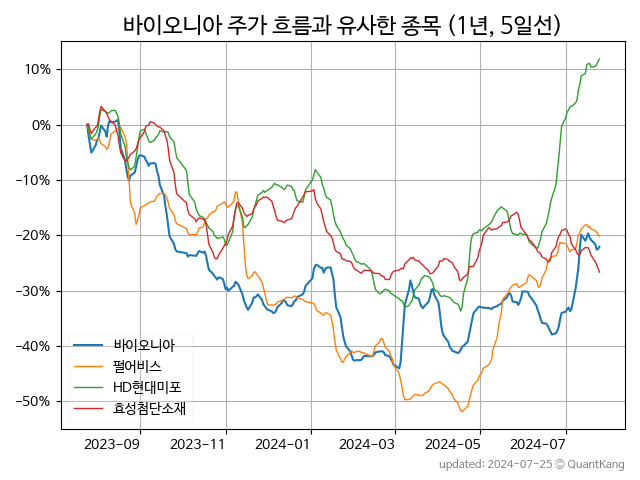 바이오니아 주가 흐름과 유사한 종목 (1년, 5일선)
10%
0%
−10%
−20%
−30%
−40%
−50%
바이오니아
펄어비스
HD현대미포
효성첨단소재
2023-09
2023-11
2024-01
2024-03
2024-05
2024-07
updated: 2024-07-25 © QuantKang